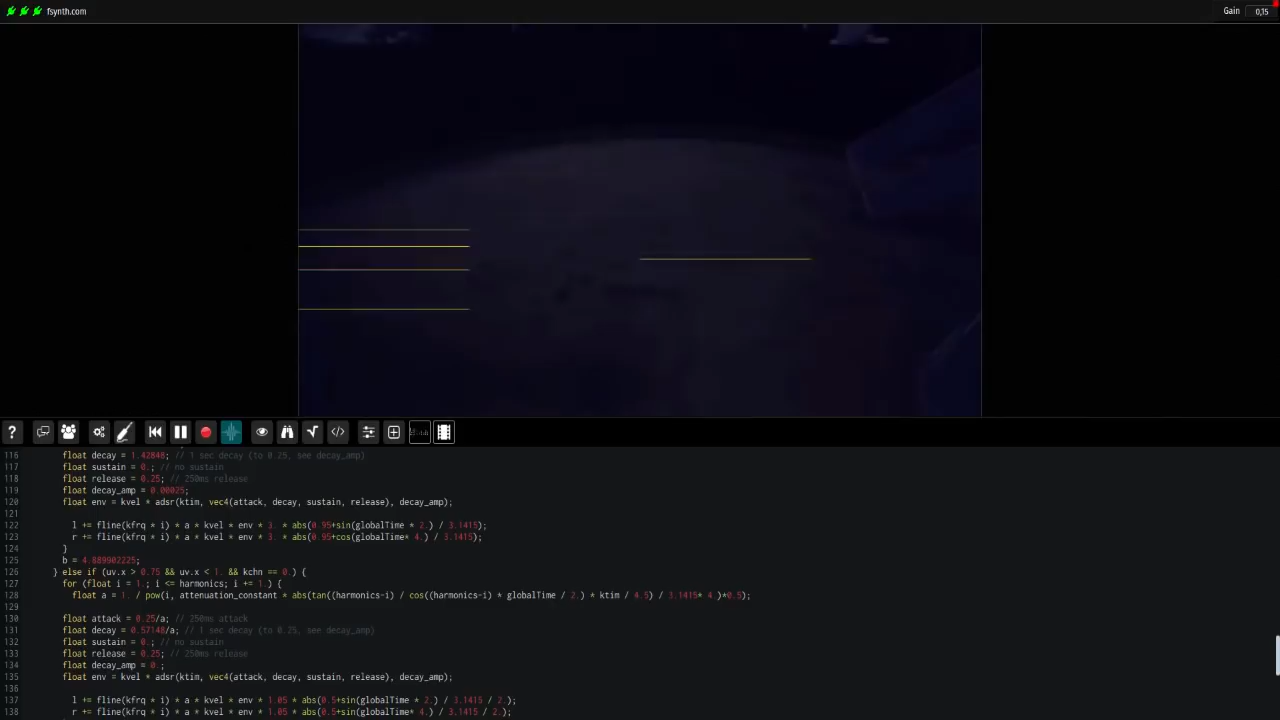 fsynth.com
Gain 0,15
116 float decay = 1.42848; // 1 sec decay (to 0.25, see decay_amp)
117 float sustain = 0.; // no sustain
118 float release = 0.25; // 250ms release
119 float decay_amp = 0.00025;
120 float env = kvel * adsr(ktim, vec4(attack, decay, sustain, release), decay_amp);
121
122 l += fline(kfrq * i) * a * kvel * env * 3. * abs(0.95+sin(globalTime * 2.) / 3.1415);
123 r += fline(kfrq * i) * a * kvel * env * 3. * abs(0.95+cos(globalTime* 4.) / 3.1415);
124 }
125 b = 4.889902225;
126 } else if (uv.x > 0.75 && uv.x < 1. && kchn == 0.) {
127 for (float i = 1.; i <= harmonics; i += 1.) {
128 float a = 1. / pow(i, attenuation_constant * abs(tan((harmonics-i) / cos((harmonics-i) * globalTime / 2.) * ktim / 4.5) / 3.1415* 4.)*0.5);
129
130 float attack = 0.25/a; // 250ms attack
131 float decay = 0.57148/a; // 1 sec decay (to 0.25, see decay_amp)
132 float sustain = 0.; // no sustain
133 float release = 0.25; // 250ms release
134 float decay_amp = 0.;
135 float env = kvel * adsr(ktim, vec4(attack, decay, sustain, release), decay_amp);
136
137 l += fline(kfrq * i) * a * kvel * env * 1.05 * abs(0.5+sin(globalTime * 2.) / 3.1415 / 2.);
138 r += fline(kfrq * i) * a * kvel * env * 1.05 * abs(0.5+sin(globalTime* 4.) / 3.1415 / 2.);